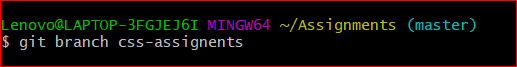 Lenovo@LAPTOP-3FGJEJ6I MINGW64 ~/Assignments (master)
$ git branch css-assignents